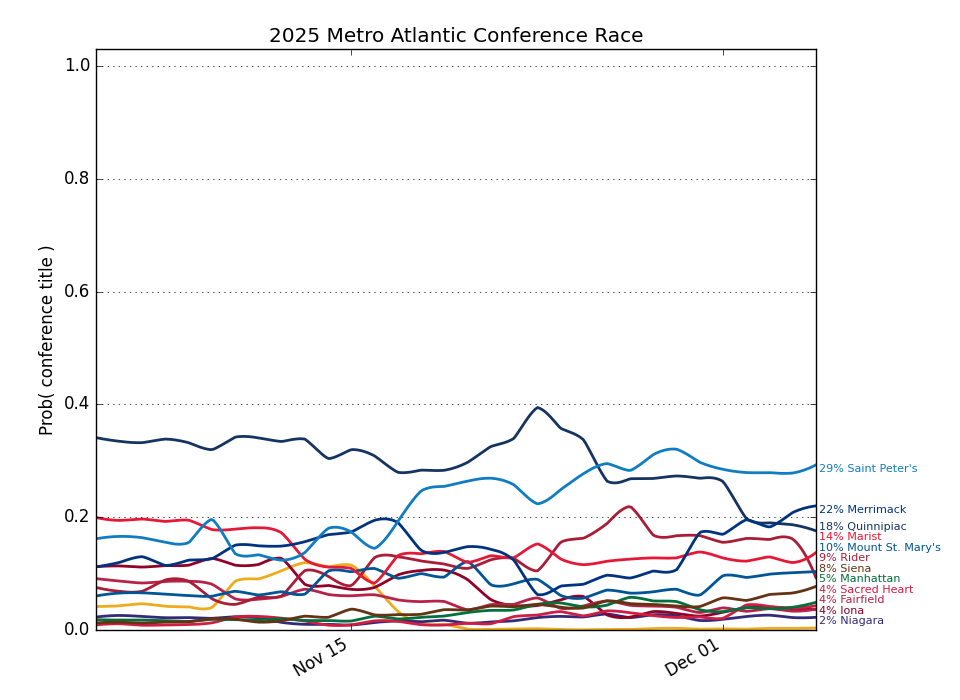 2025 Metro Atlantic Conference Race
Prob( conference title )
1.0
0.8
0.6
0.4
0.2
0.0
Nov 15
Dec 01
29% Saint Peter's
22% Merrimack
18% Quinnipiac
14% Marist
10% Mount St. Mary's
9% Rider
8% Siena
5% Manhattan
4% Sacred Heart
4% Fairfield
4% Iona
2% Niagara